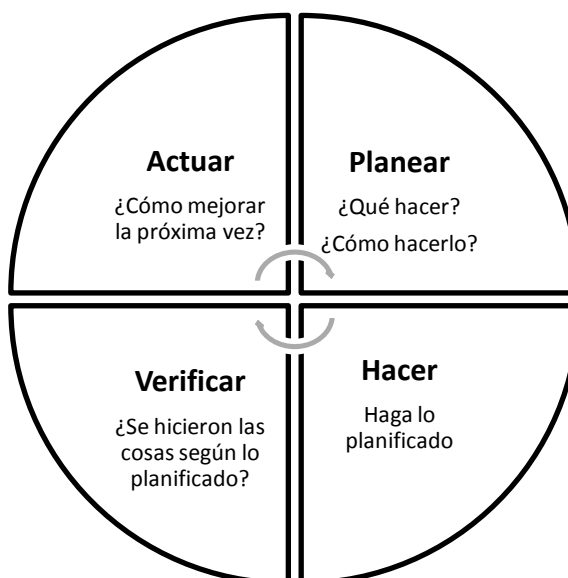 Actuar
¿Cómo mejorar
la próxima vez?
Planear
¿Qué hacer?
¿Cómo hacerlo?
Verificar
¿Se hicieron las
cosas según lo
planificado?
Hacer
Haga lo
planificado